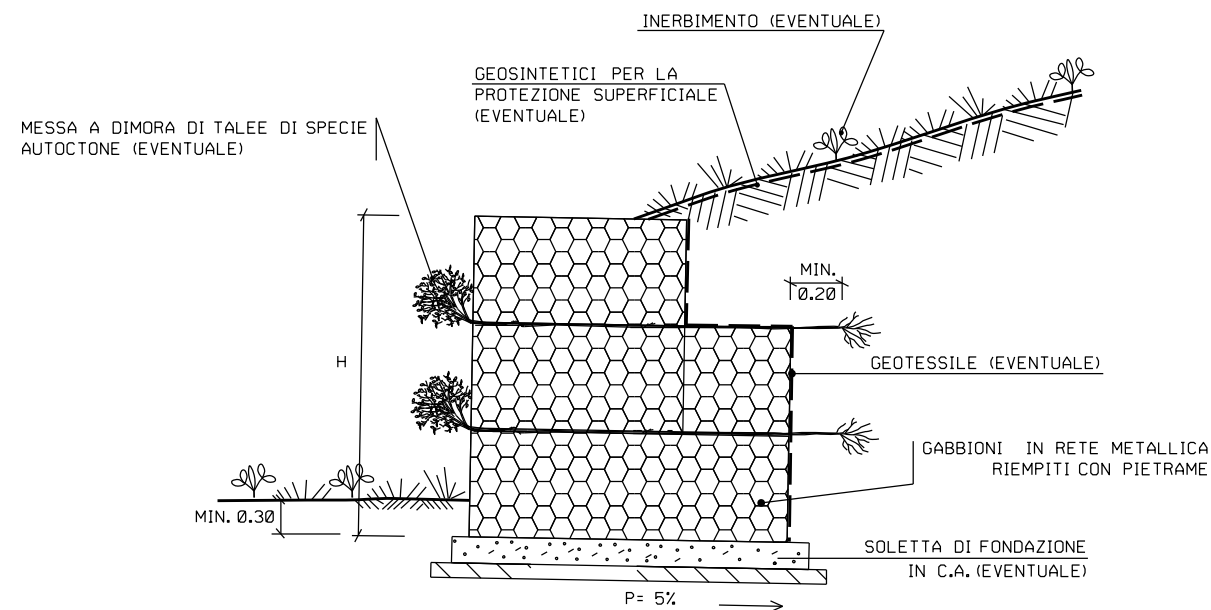 INERBIMENTO (EVENTUALE)
GEOSINTETICI PER LA
PROTEZIONE SUPERFICIALE
(EVENTUALE)
MESSA A DIMORA DI TALEE DI SPECIE
AUTOCTONE (EVENTUALE)
MIN.
0.20
H
GEOTESSILE (EVENTUALE)
GABBIONI IN RETE METALLICA
RIEMPITI CON PIETRAME
MIN. 0.30
SOLETTA DI FONDAZIONE
IN C.A. (EVENTUALE)
P= 5%